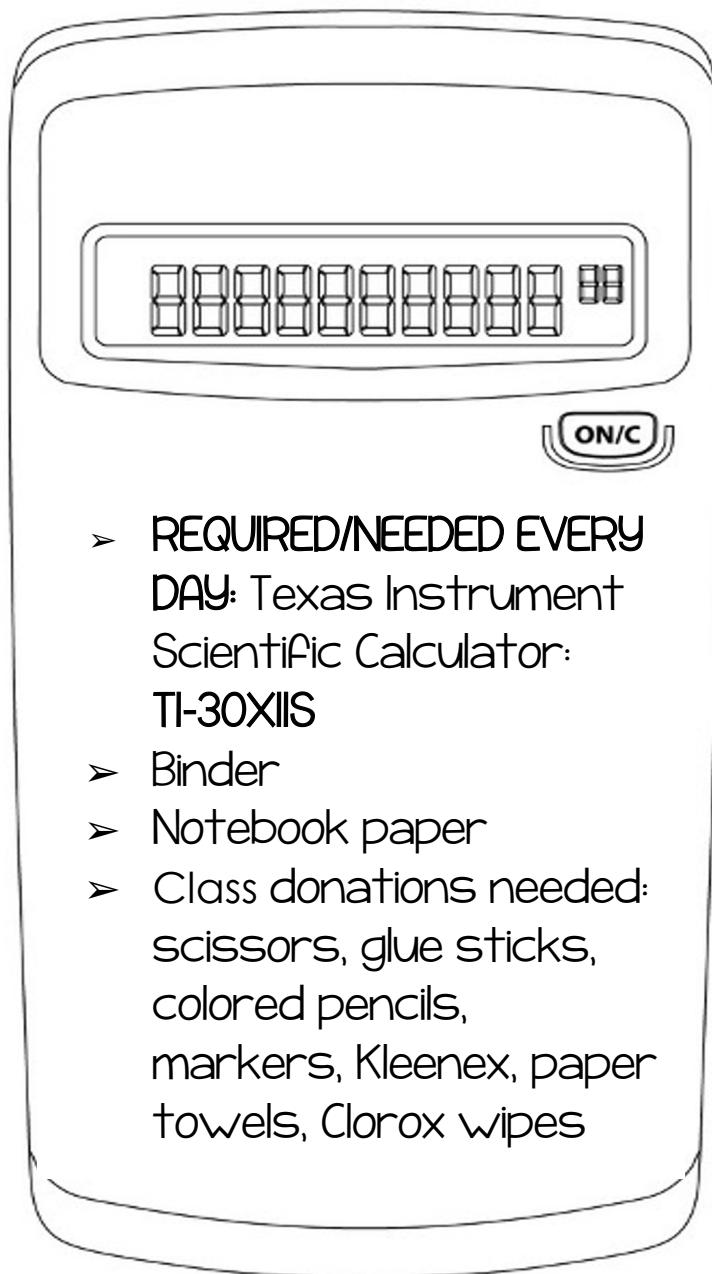 ON/C
➢ REQUIRED/NEEDED EVERY
DAY: Texas Instrument
Scientific Calculator:
TI-30XIIS
➢ Binder
➢ Notebook paper
➢ Class donations needed:
scissors, glue sticks,
colored pencils,
markers, Kleenex, paper
towels, Clorox wipes